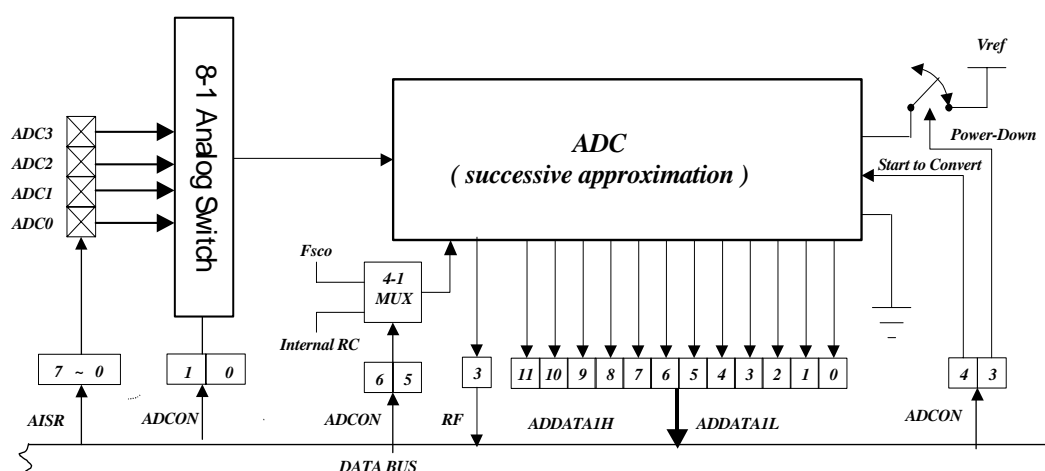 Vref
8-1 Analog Switch
ADC3
ADC2
ADC1
ADC0
ADC
( successive approximation )
Power-Down
Start to Convert
Fsco
4-1
MUX
Internal RC
7 ~ 0
1 0
6 5
3
11 10 9 8 7 6 5 4 3 2 1 0
4 3
AISR
ADCON
ADCON
RF
ADDATA1H
ADDATA1L
ADCON
DATA BUS